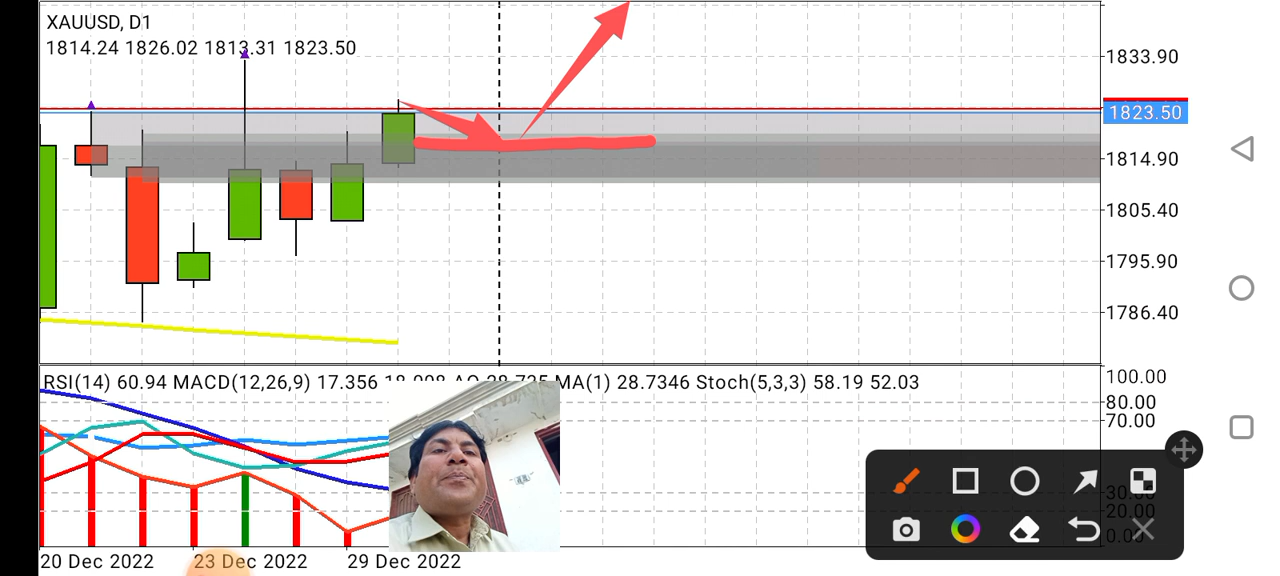 XAUUSD, D1
1814.24 1826.02 1813.31 1823.50
1833.90
1823.50
1814.90
1805.40
1795.90
1786.40
RSI(14) 60.94 MACD(12,26,9) 17.356 18.098 AO 28.735 MA(1) 28.7346 Stoch(5,3,3) 58.19 52.03
100.00
80.00
70.00
30.00
20.00
0.00
20 Dec 2022
23 Dec 2022
29 Dec 2022